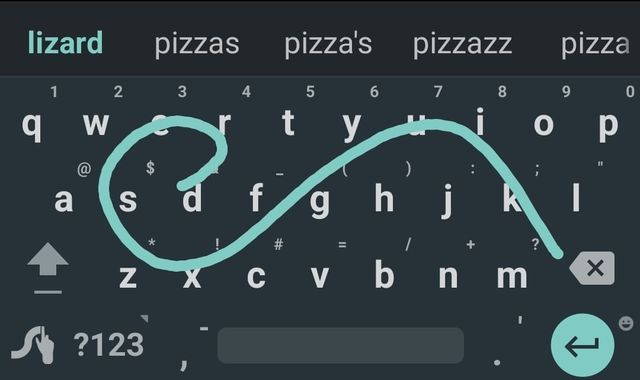 lizard pizzas pizza's pizzazz pizza
1 2 3 4 5 6 7 8 9 0
q w e r t y u i o p
@ $ & _ ( ) : ; "
a s d f g h j k l
* ! # = / + ?
z x c v b n m
?123 , - . '